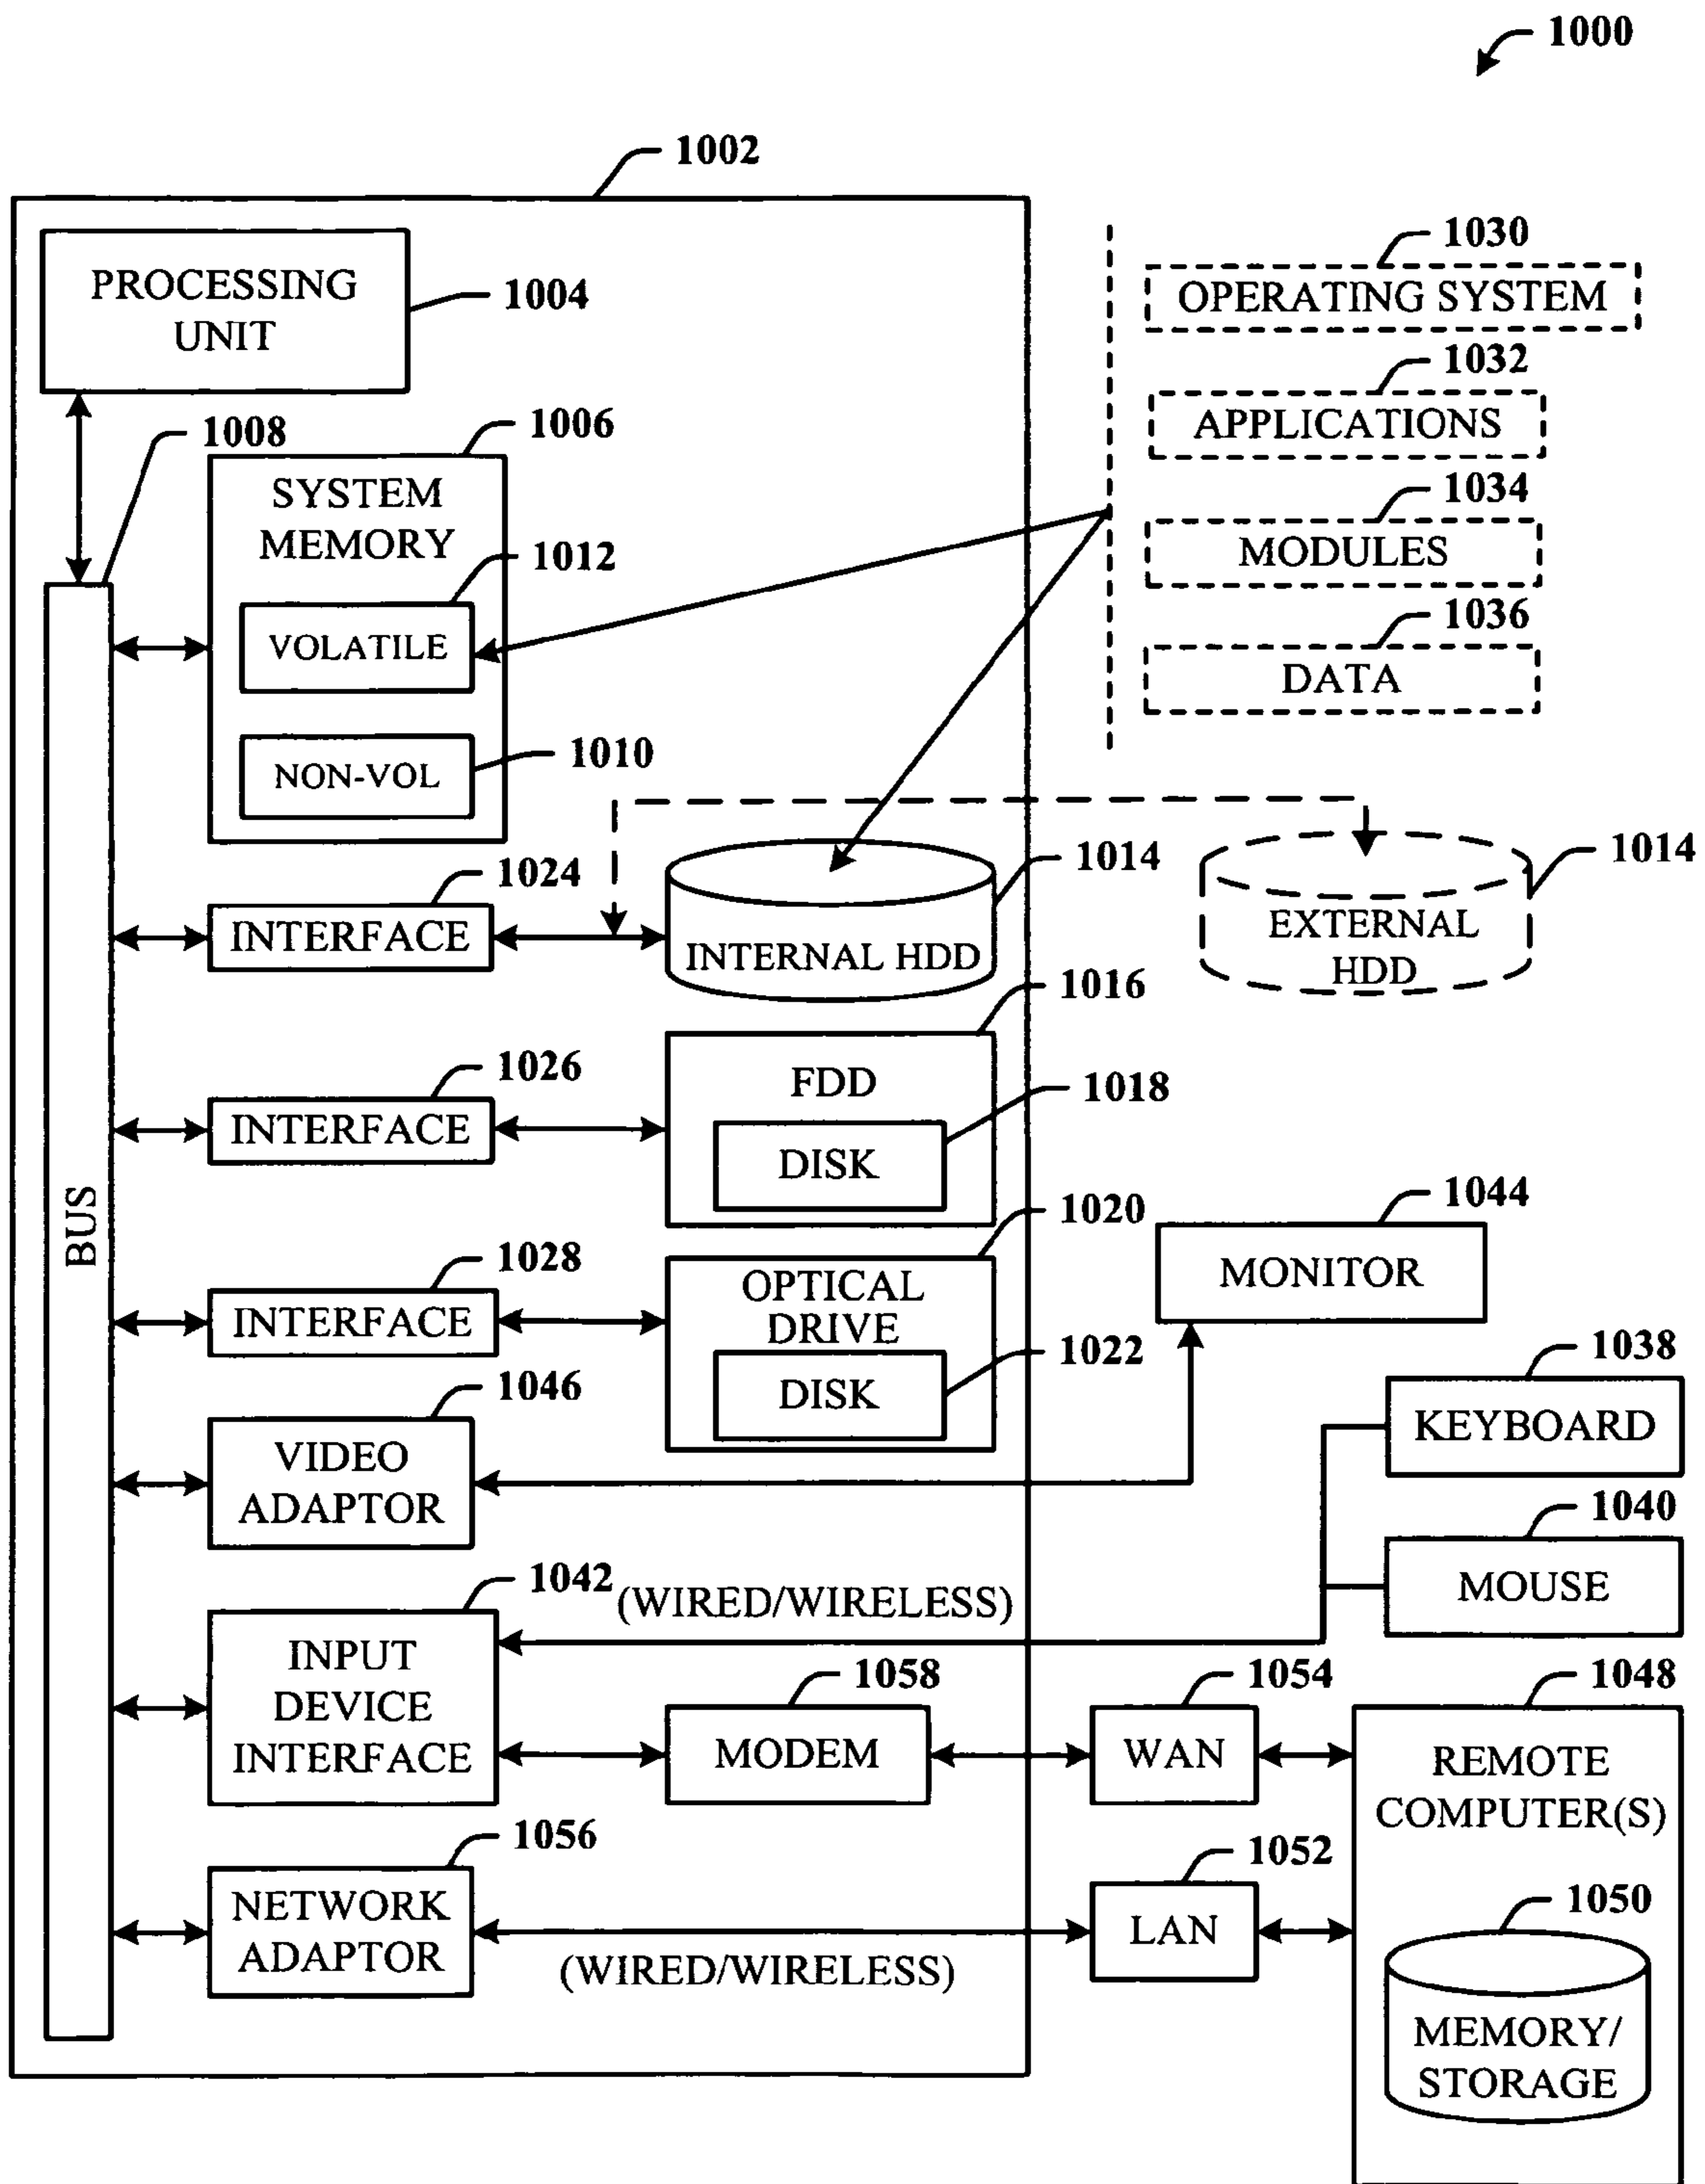 1000
1002
PROCESSING
UNIT
1004
1030
OPERATING SYSTEM
1032
APPLICATIONS
1034
MODULES
1036
DATA
1008
1006
SYSTEM
MEMORY
1012
VOLATILE
1010
NON-VOL
BUS
1024
INTERFACE
1014
INTERNAL HDD
1014
EXTERNAL
HDD
1026
INTERFACE
1016
FDD
1018
DISK
1028
INTERFACE
1020
OPTICAL
DRIVE
1022
DISK
1044
MONITOR
1046
VIDEO
ADAPTOR
1038
KEYBOARD
1040
MOUSE
1042
(WIRED/WIRELESS)
INPUT
DEVICE
INTERFACE
1058
MODEM
1054
WAN
1048
REMOTE
COMPUTER(S)
1056
NETWORK
ADAPTOR
(WIRED/WIRELESS)
1052
LAN
1050
MEMORY/
STORAGE